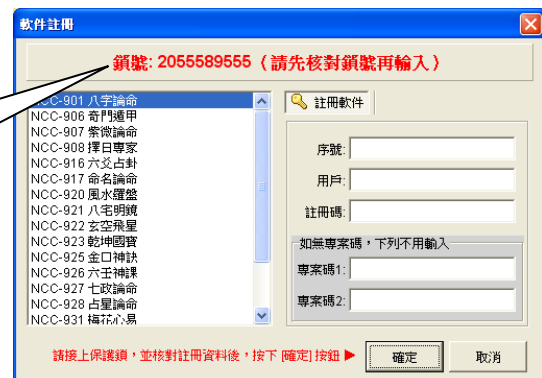 軟件註冊
鎖號: 2055589555（請先核對鎖號再輸入）
NCC-901 八字論命
NCC-906 奇門遁甲
NCC-907 紫微論命
NCC-908 擇日專家
NCC-916 六爻占卦
NCC-917 命名論命
NCC-920 風水羅盤
NCC-921 八宅明鏡
NCC-922 玄空飛星
NCC-923 乾坤國寶
NCC-925 金口神訣
NCC-926 六壬神課
NCC-927 七政論命
NCC-928 占星論命
NCC-931 梅花心易
註冊軟件
序號:
用戶:
註冊碼:
如無專案碼，下列不用輸入
專案碼1:
專案碼2:
請接上保護鎖，並核對註冊資料後，按下 [確定] 按鈕 ▶
確定
取消